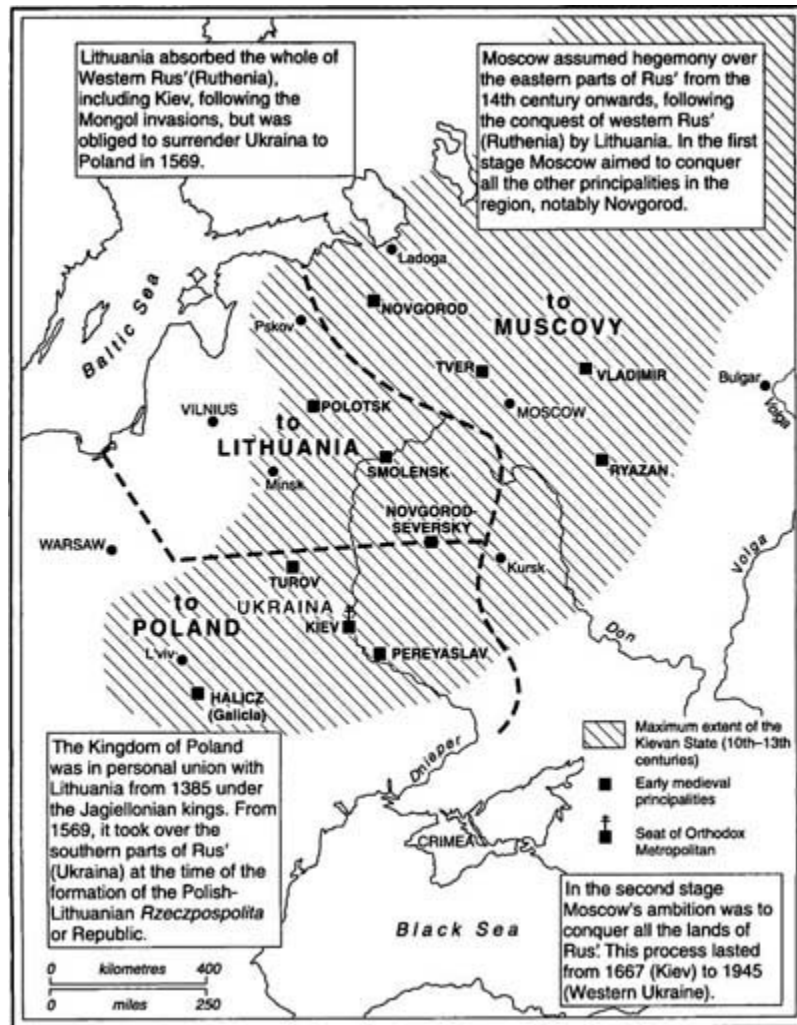 Lithuania absorbed the whole of
Western Rus' (Ruthenia),
including Kiev, following the
Mongol invasions, but was
obliged to surrender Ukraina to
Poland in 1569.
Moscow assumed hegemony over
the eastern parts of Rus' from the
14th century onwards, following
the conquest of western Rus'
(Ruthenia) by Lithuania. In the first
stage Moscow aimed to conquer
all the other principalities in the
region, notably Novgorod.
Baltic Sea
Ladoga
NOVGOROD
Pskov
to
MUSCOVY
TVER
VLADIMIR
Bulgar
Volga
MOSCOW
POLOTSK
VILNIUS
to
LITHUANIA
SMOLENSK
RYAZAN
Minsk
NOVGOROD-
SEVERSKY
WARSAW
Kursk
Volga
TUROV
to
POLAND
UKRAINA
KIEV
Don
L'viv
PEREYASLAV
HALICZ
(Galicia)
Dnieper
CRIMEA
Black Sea
Maximum extent of the
Kievan State (10th–13th
centuries)
Early medieval
principalities
Seat of Orthodox
Metropolitan
The Kingdom of Poland
was in personal union with
Lithuania from 1385 under
the Jagiellonian kings. From
1569, it took over the
southern parts of Rus'
(Ukraina) at the time of the
formation of the Polish-
Lithuanian Rzeczpospolita
or Republic.
In the second stage
Moscow's ambition was to
conquer all the lands of
Rus'. This process lasted
from 1667 (Kiev) to 1945
(Western Ukraine).
0 kilometres 400
0 miles 250